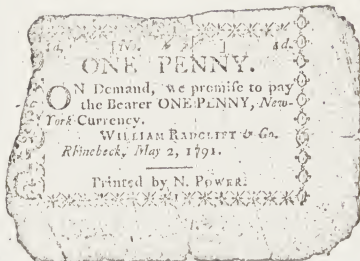 1d. [No. ] 1d.
ONE PENNY.
ON Demand, we promise to pay
the Bearer ONE PENNY, New-
York Currency.
WILLIAM RADCLIFT & Co.
Rhinebeck, May 2, 1791.
Printed by N. POWER.